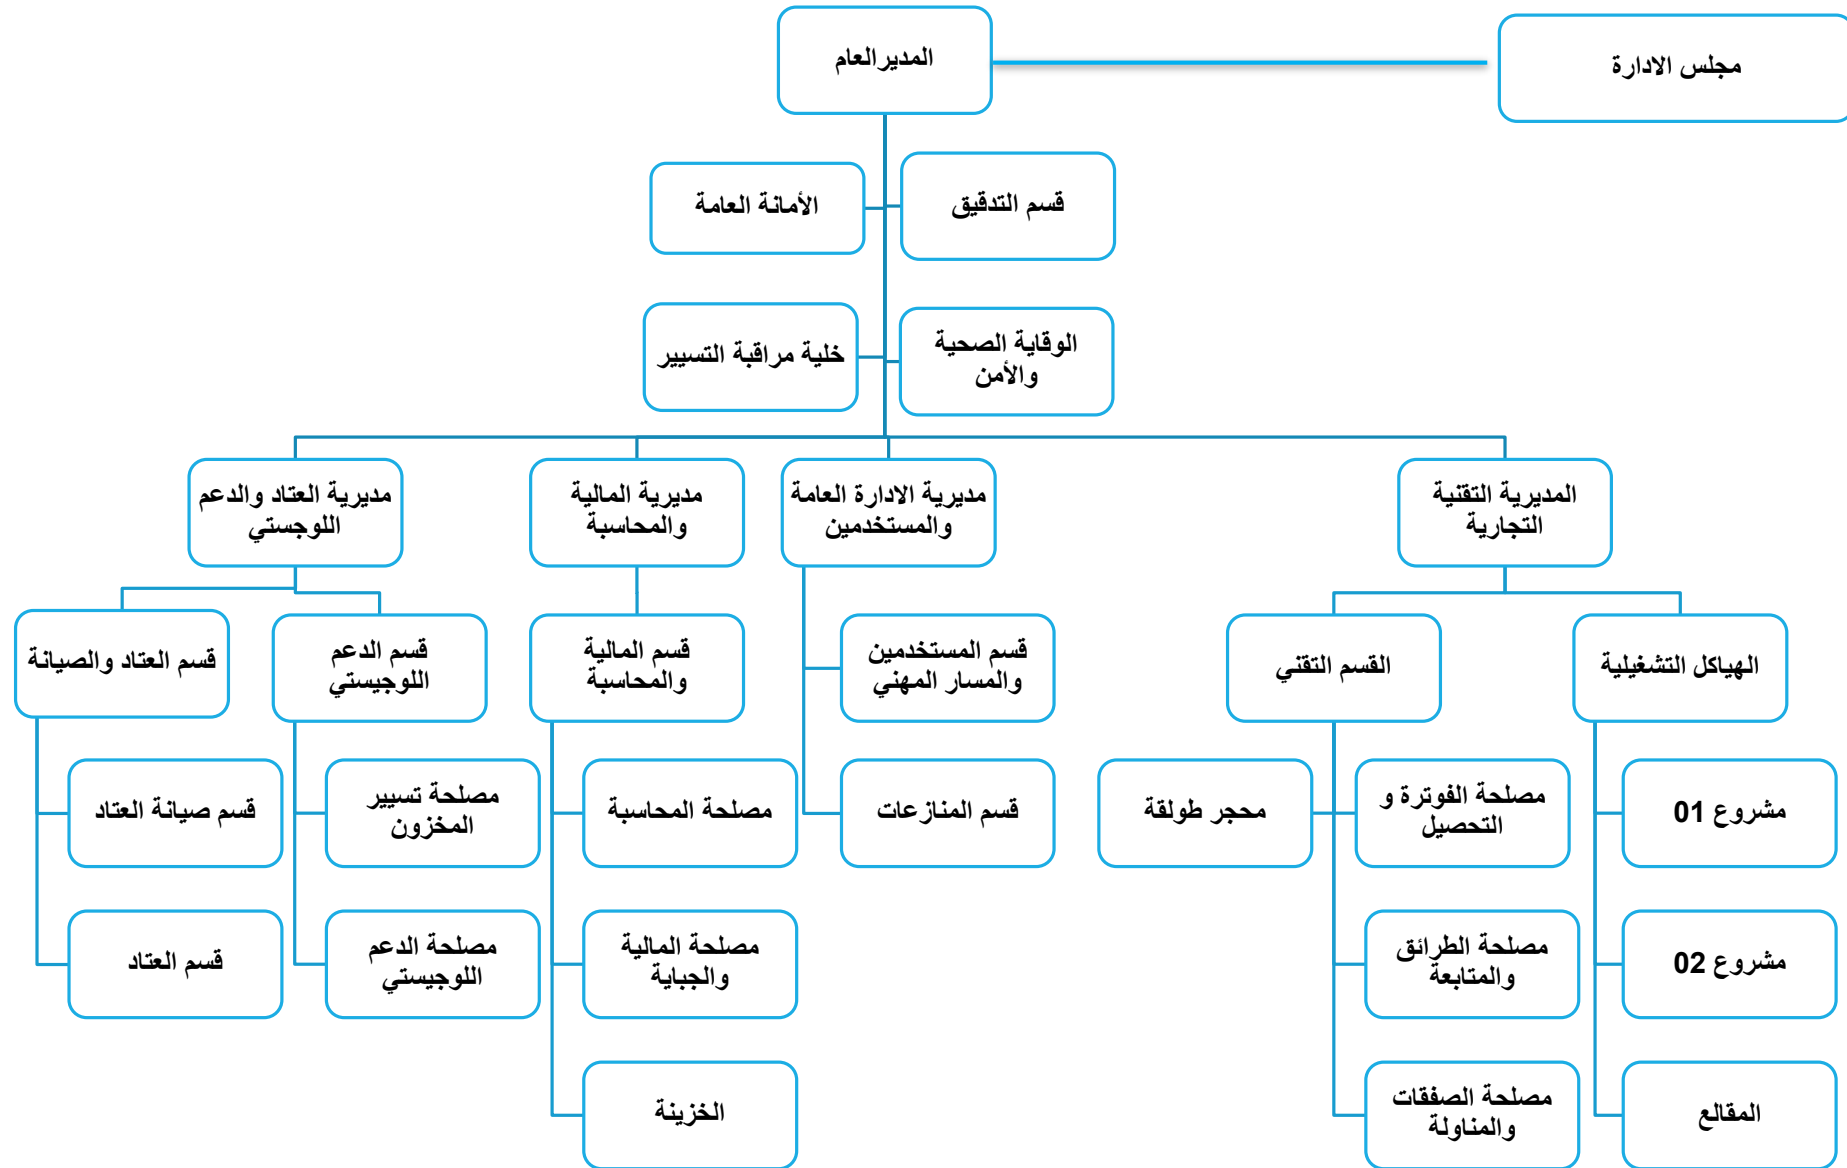 مجلس الادارة
المديرالعام
قسم التدقيق
الأمانة العامة
الوقاية الصحية
والأمن
خلية مراقبة التسيير
المديرية التقنية
التجارية
مديرية الادارة العامة
والمستخدمين
مديرية المالية
والمحاسبة
مديرية العتاد والدعم
اللوجستي
الهياكل التشغيلية
القسم التقني
قسم المستخدمين
والمسار المهني
قسم المالية
والمحاسبة
قسم الدعم
اللوجيستي
قسم العتاد والصيانة
مشروع 01
مصلحة الفوترة و
التحصيل
محجر طولقة
قسم المنازعات
مصلحة المحاسبة
مصلحة تسيير
المخزون
قسم صيانة العتاد
مشروع 02
مصلحة الطرائق
والمتابعة
مصلحة المالية
والجباية
مصلحة الدعم
اللوجيستي
قسم العتاد
المقالع
مصلحة الصفقات
والمناولة
الخزينة